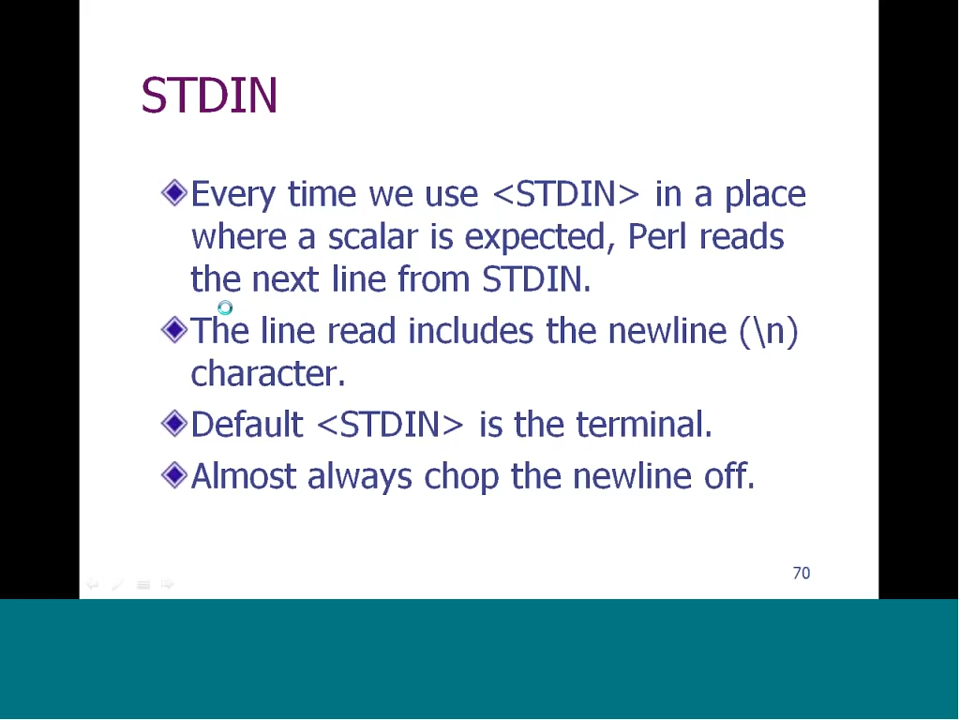 STDIN
Every time we use <STDIN> in a place
where a scalar is expected, Perl reads
the next line from STDIN.
The line read includes the newline (\n)
character.
Default <STDIN> is the terminal.
Almost always chop the newline off.
70